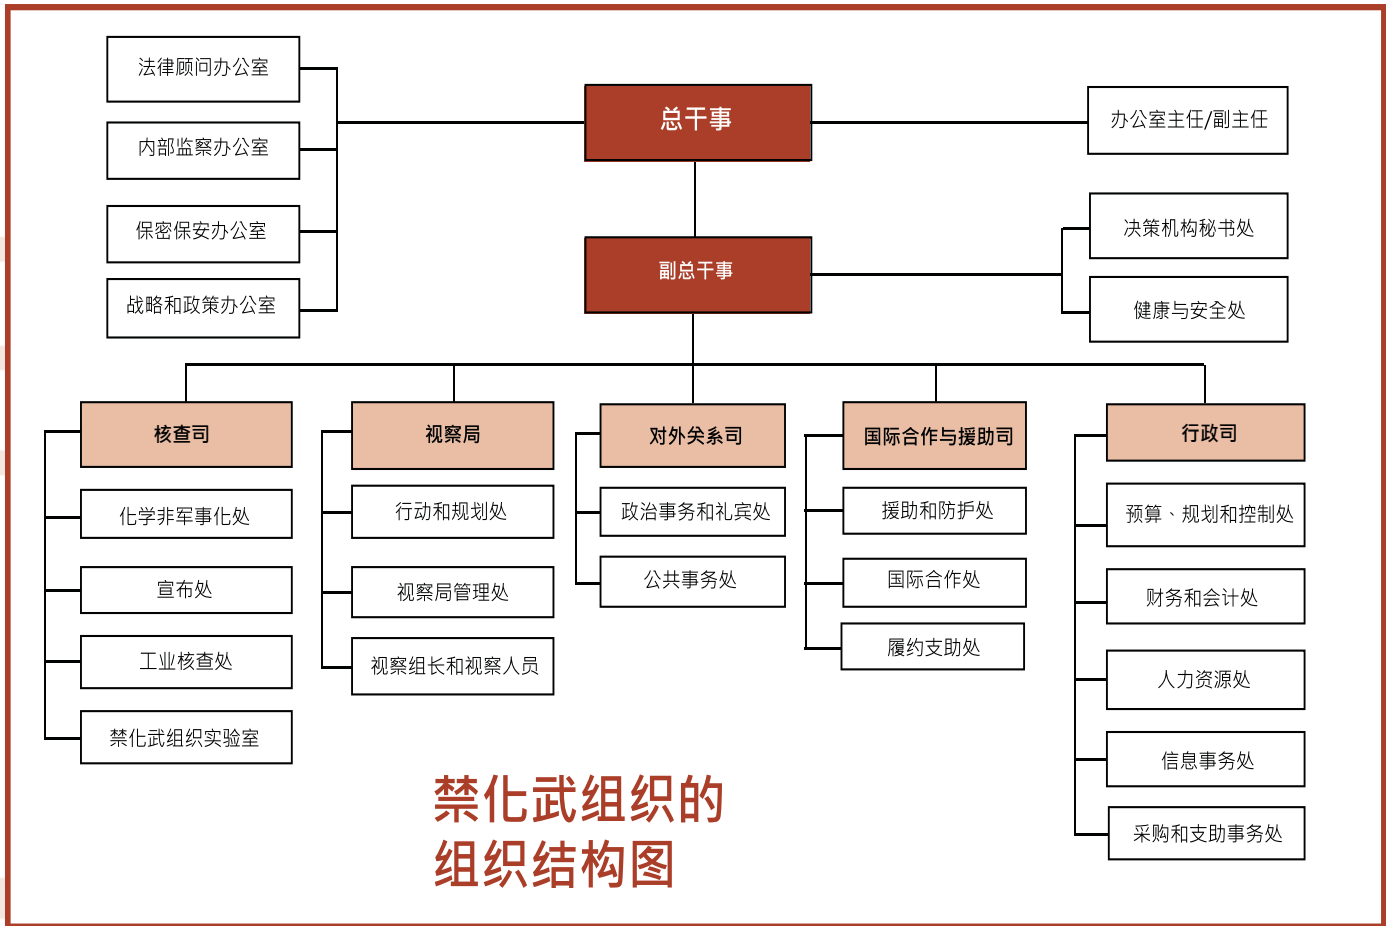 法律顾问办公室
内部监察办公室
保密保安办公室
战略和政策办公室
总干事
副总干事
办公室主任/副主任
决策机构秘书处
健康与安全处
核查司
化学非军事化处
宣布处
工业核查处
禁化武组织实验室
视察局
行动和规划处
视察局管理处
视察组长和视察人员
对外关系司
政治事务和礼宾处
公共事务处
国际合作与援助司
援助和防护处
国际合作处
履约支助处
行政司
预算、规划和控制处
财务和会计处
人力资源处
信息事务处
采购和支助事务处
禁化武组织的
组织结构图